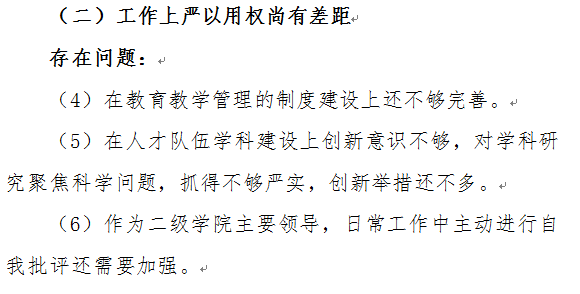 （二）工作上严以用权尚有差距
存在问题：
（4）在教育教学管理的制度建设上还不够完善。
（5）在人才队伍学科建设上创新意识不够，对学科研
究聚焦科学问题，抓得不够严实，创新举措还不多。
（6）作为二级学院主要领导，日常工作中主动进行自
我批评还需要加强。